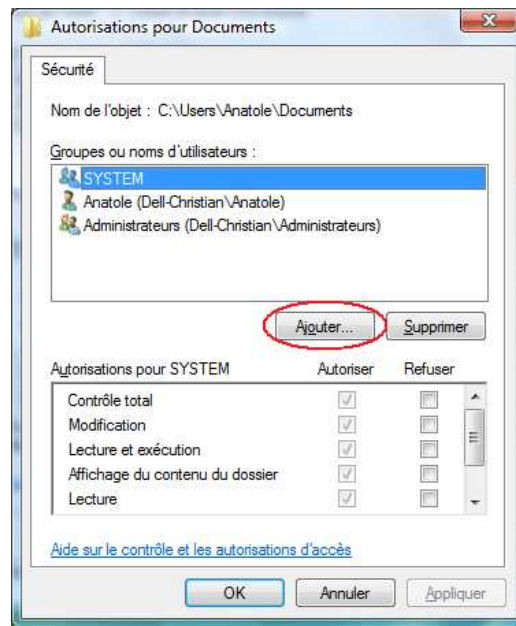 Autorisations pour Documents
Sécurité
Nom de l'objet : C:\Users\Anatole\Documents
Groupes ou noms d'utilisateurs :
SYSTEM
Anatole (Dell-Christian\Anatole)
Administrateurs (Dell-Christian\Administrateurs)
Ajouter... Supprimer
Autorisations pour SYSTEM Autoriser Refuser
Contrôle total
Modification
Lecture et exécution
Affichage du contenu du dossier
Lecture
Aide sur le contrôle et les autorisations d'accès
OK Annuler Appliquer